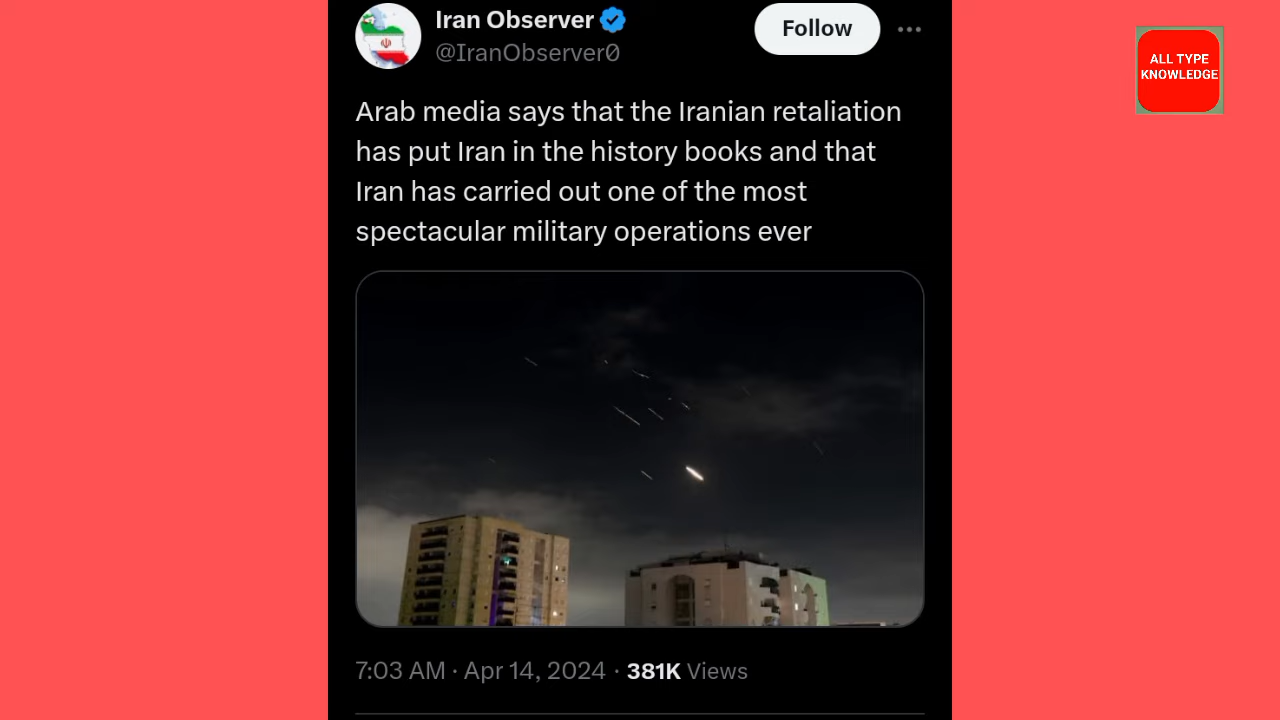 Iran Observer
@IranObserver0
Follow
ALL TYPE
KNOWLEDGE
Arab media says that the Iranian retaliation
has put Iran in the history books and that
Iran has carried out one of the most
spectacular military operations ever
7:03 AM · Apr 14, 2024 · 381K Views